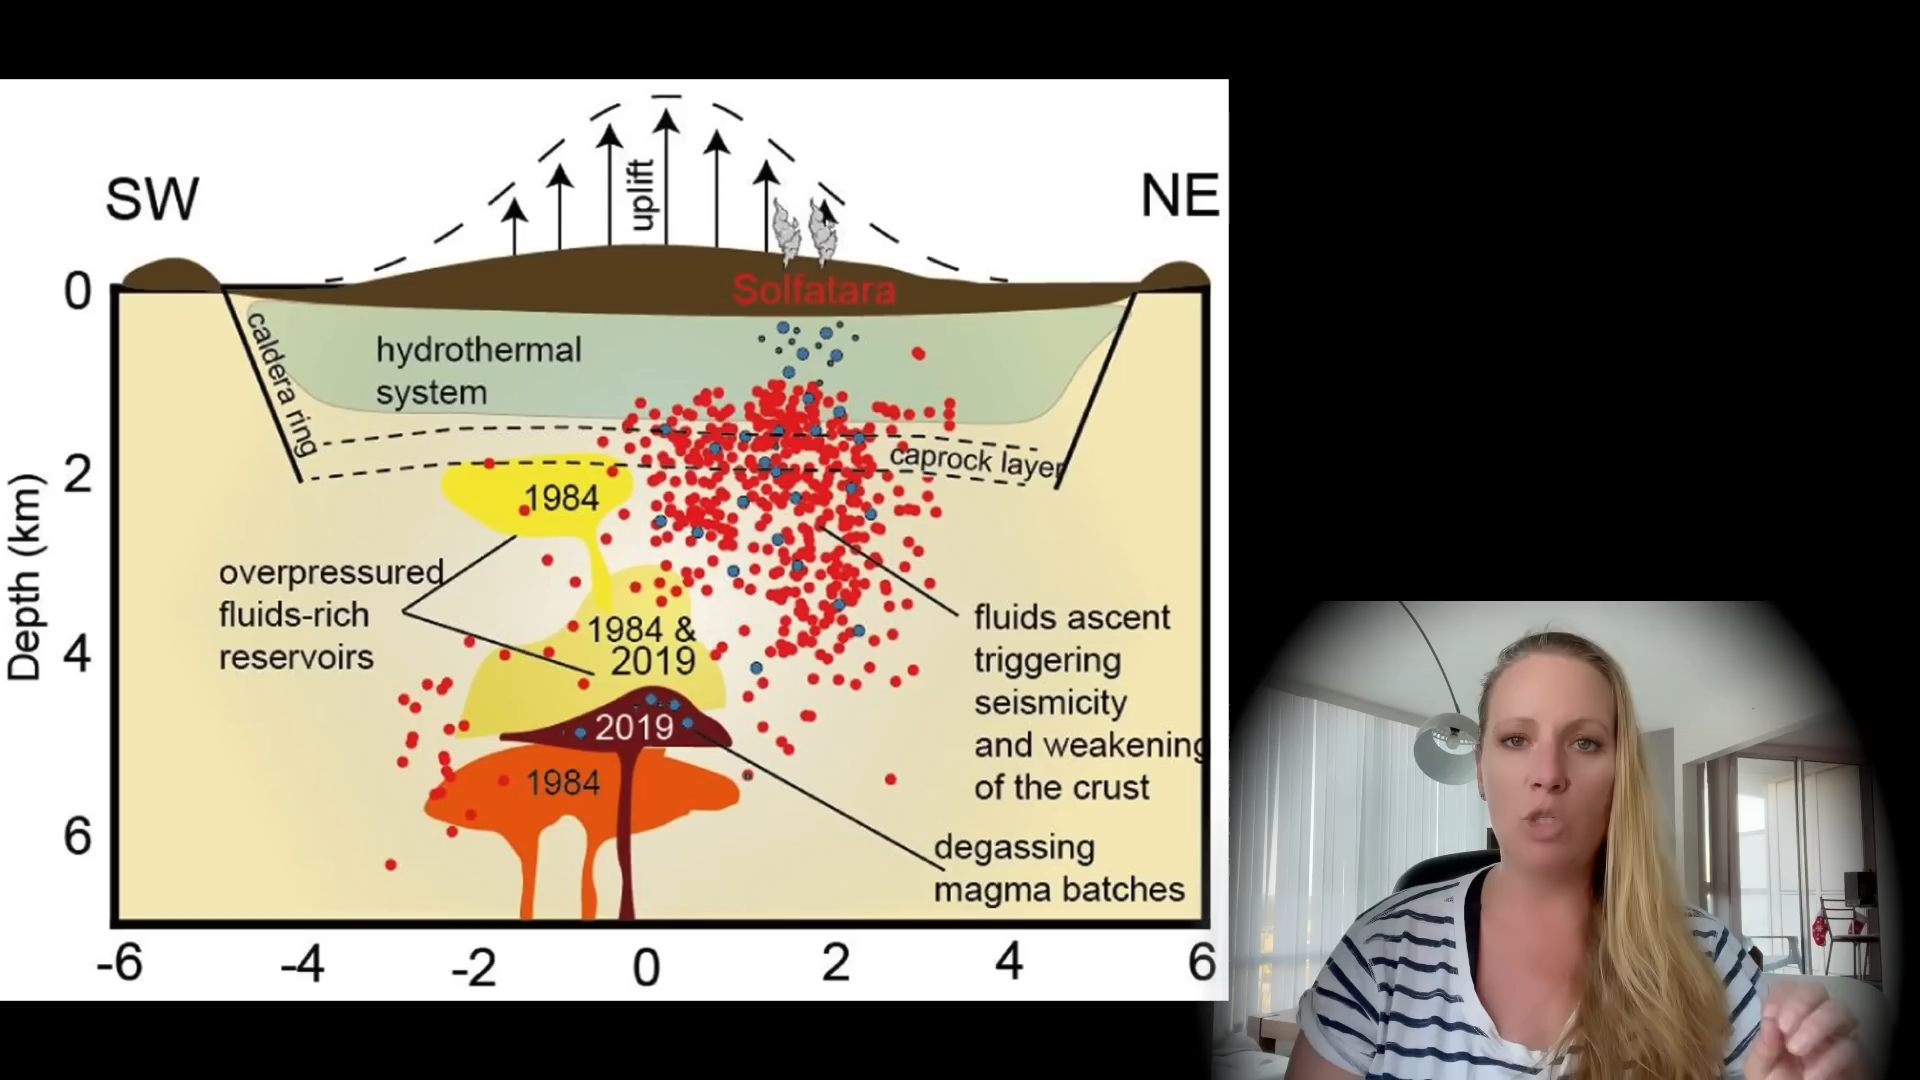 SW
NE
uplift
Solfatara
0
2
4
6
Depth (km)
caldera ring
hydrothermal
system
caprock layer
1984
overpressured
fluids-rich
reservoirs
1984 &
2019
2019
1984
fluids ascent
triggering
seismicity
and weakening
of the crust
degassing
magma batches
-6
-4
-2
0
2
4
6